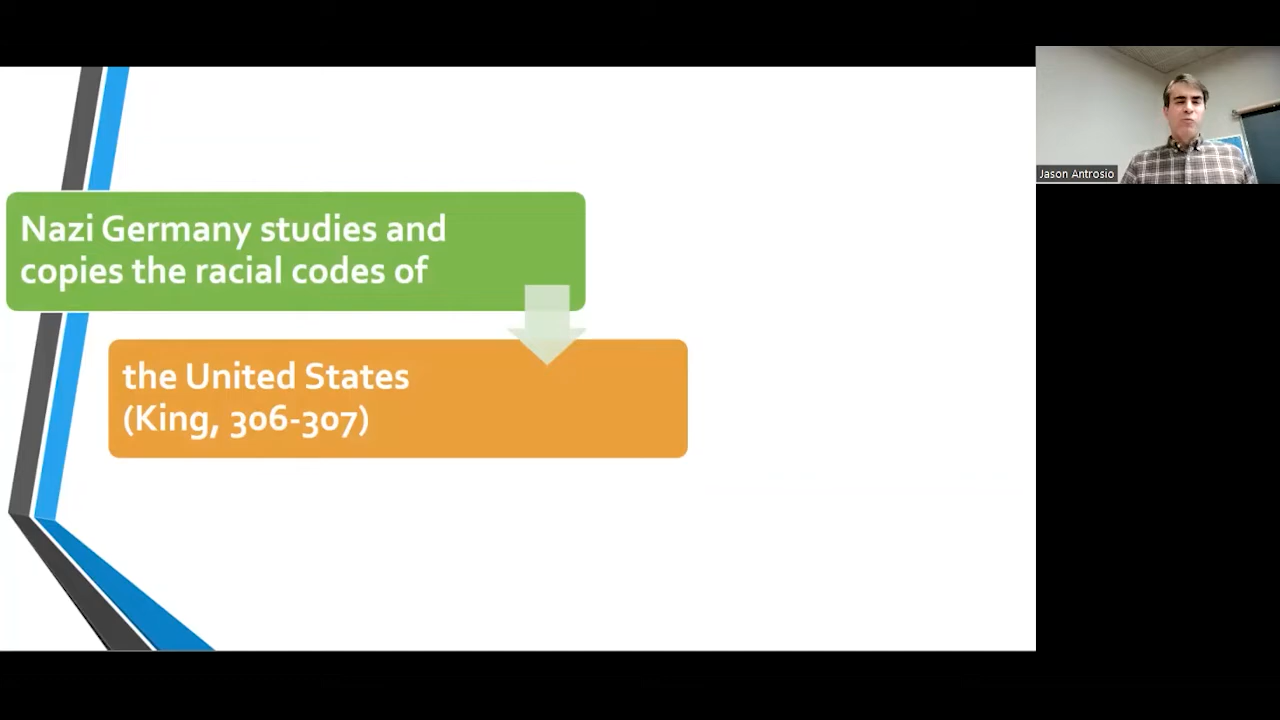 Nazi Germany studies and
copies the racial codes of
the United States
(King, 306-307)
Jason Antrosio